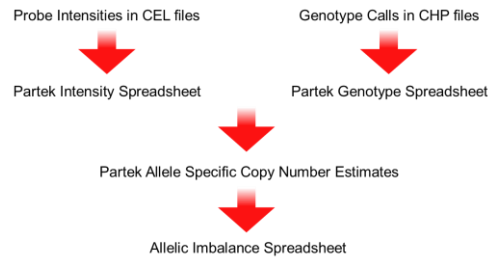 Probe Intensities in CEL files
Genotype Calls in CHP files
Partek Intensity Spreadsheet
Partek Genotype Spreadsheet
Partek Allele Specific Copy Number Estimates
Allelic Imbalance Spreadsheet